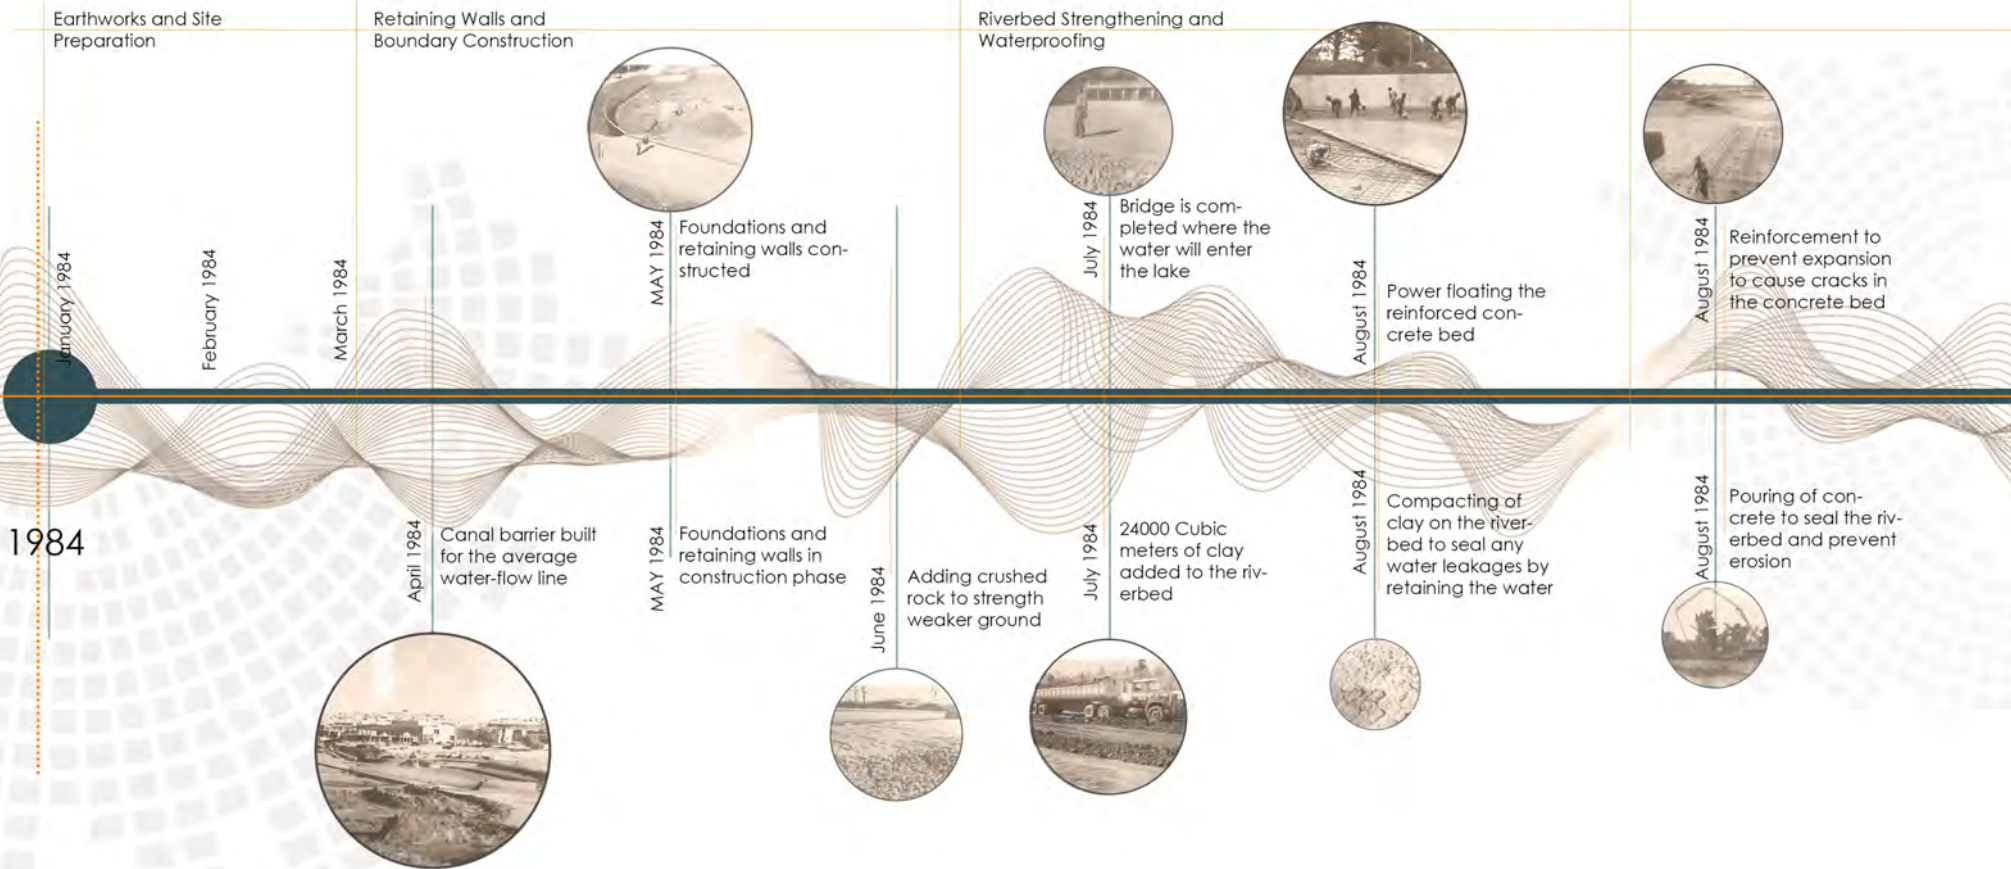 Earthworks and Site
Preparation
Retaining Walls and
Boundary Construction
Riverbed Strengthening and
Waterproofing
1984
January 1984
February 1984
March 1984
April 1984
Canal barrier built
for the average
water-flow line
MAY 1984
Foundations and
retaining walls con-
structed
MAY 1984
Foundations and
retaining walls in
construction phase
June 1984
Adding crushed
rock to strength
weaker ground
July 1984
Bridge is com-
pleted where the
water will enter
the lake
July 1984
24000 Cubic
meters of clay
added to the riv-
erbed
August 1984
Power floating the
reinforced con-
crete bed
August 1984
Compacting of
clay on the river-
bed to seal any
water leakages by
retaining the water
August 1984
Reinforcement to
prevent expansion
to cause cracks in
the concrete bed
August 1984
Pouring of con-
crete to seal the riv-
erbed and prevent
erosion